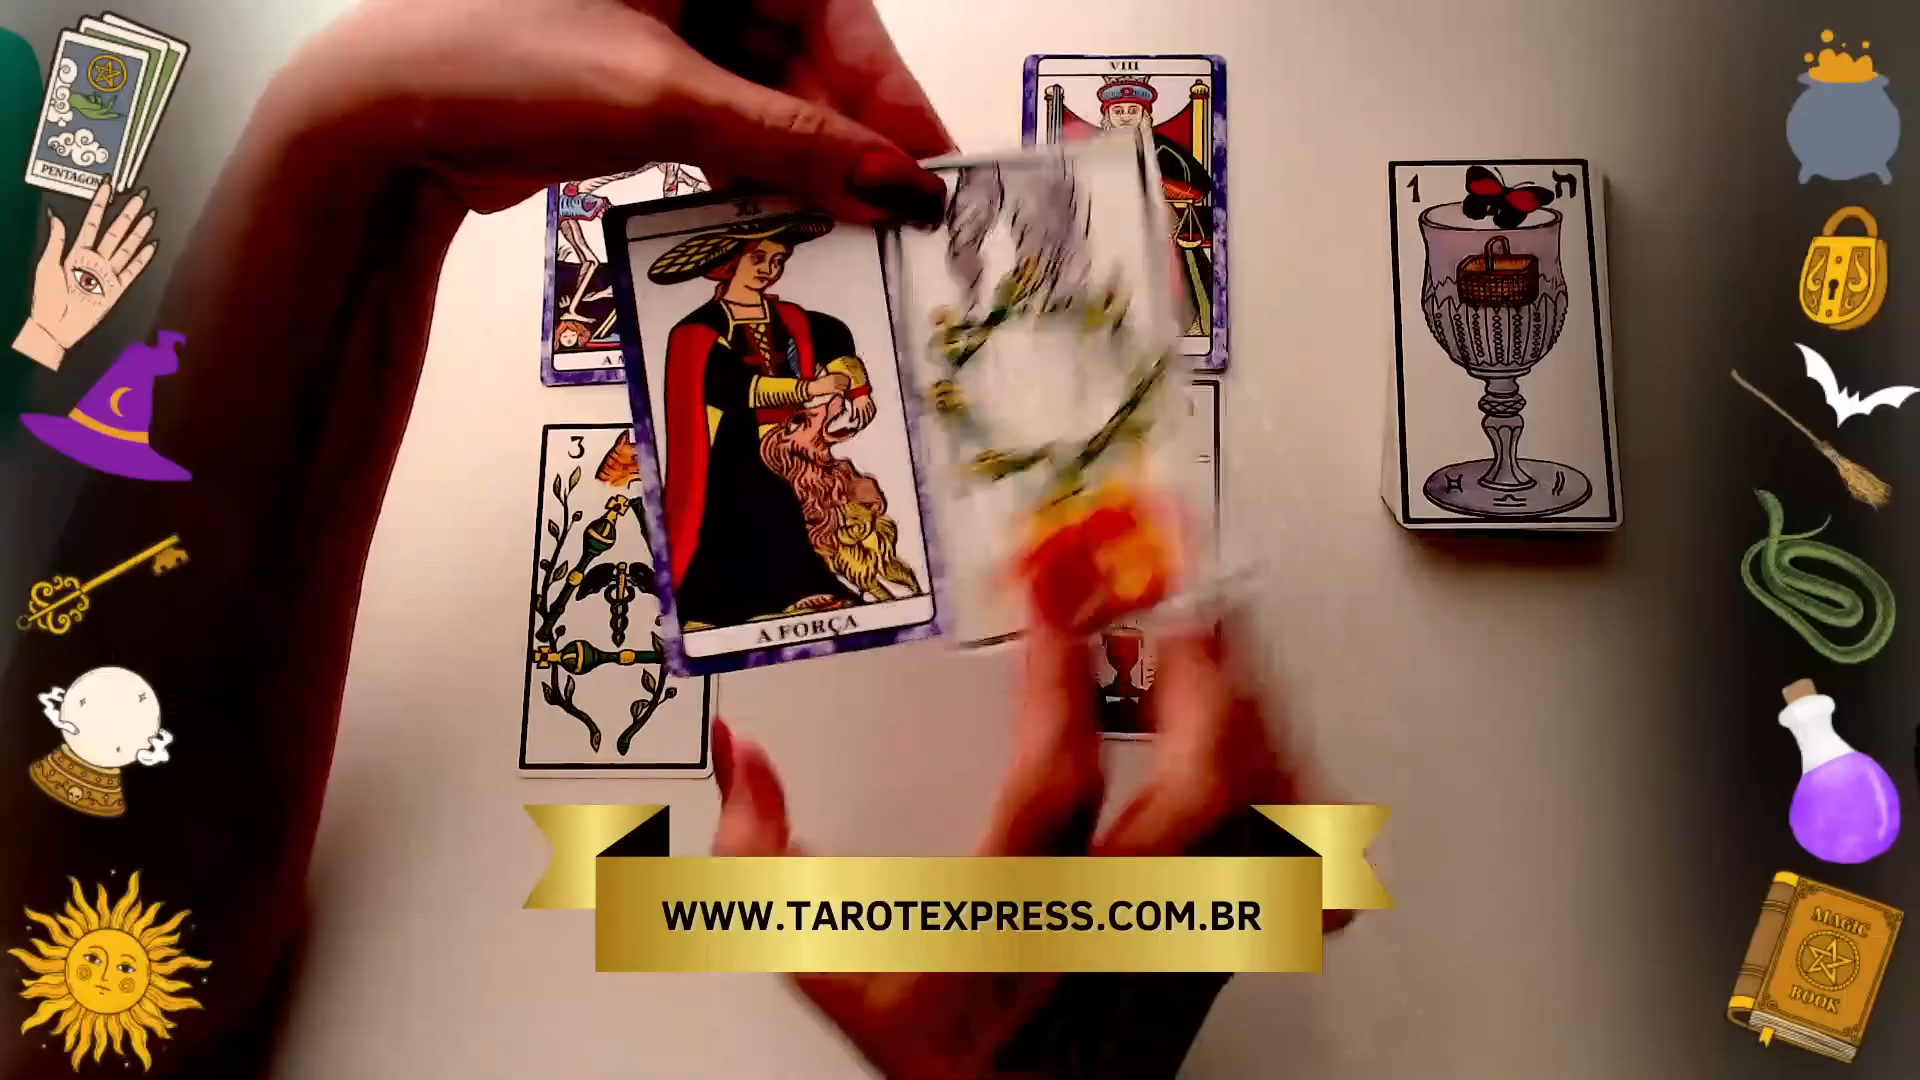 PENTAGON
VIII
1
ת
3
A M
A FORÇA
WWW.TAROTEXPRESS.COM.BR
MAGIC
BOOK